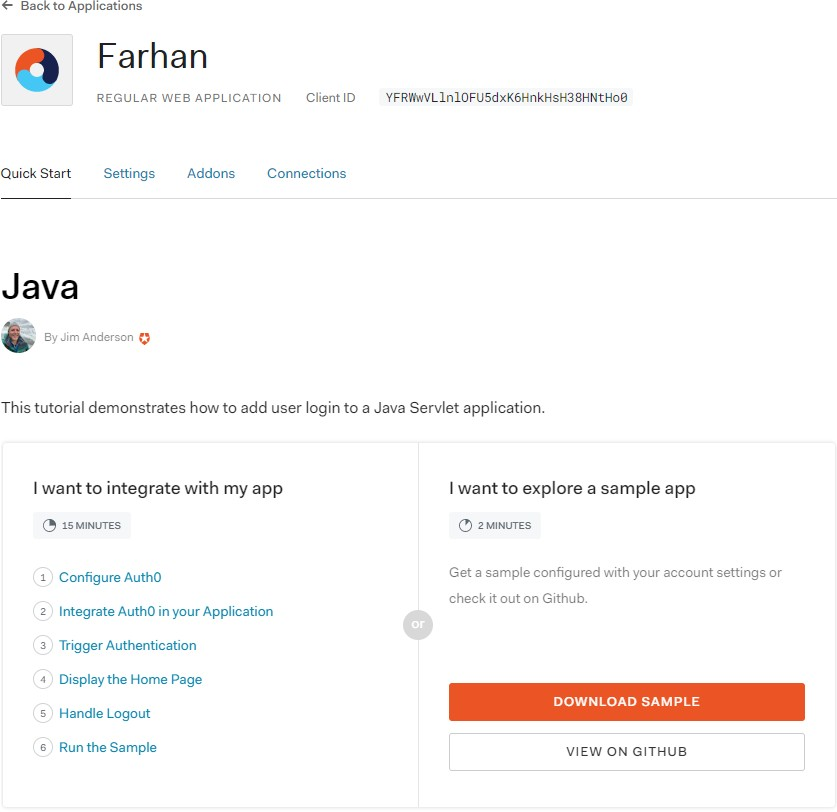 Back to Applications
Farhan
REGULAR WEB APPLICATION Client ID YFRWwVLlnlOFU5dxK6HnkHsH38HNtHo0
Quick Start Settings Addons Connections
Java
By Jim Anderson
This tutorial demonstrates how to add user login to a Java Servlet application.
I want to integrate with my app
15 MINUTES
1 Configure Auth0
2 Integrate Auth0 in your Application
3 Trigger Authentication
4 Display the Home Page
5 Handle Logout
6 Run the Sample
or
I want to explore a sample app
2 MINUTES
Get a sample configured with your account settings or
check it out on Github.
DOWNLOAD SAMPLE
VIEW ON GITHUB